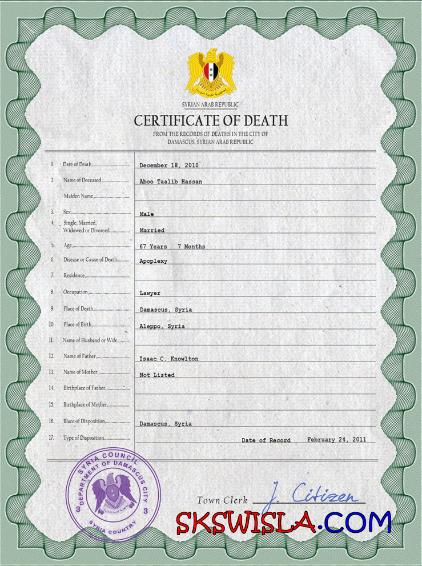 SYRIAN ARAB REPUBLIC
CERTIFICATE OF DEATH
FROM THE RECORDS OF DEATHS IN THE CITY OF
DAMASCUS, SYRIAN ARAB REPUBLIC
1. Date of Death December 18, 2010
2. Name of Deceased Aboo Taalib Hassan
Maiden Name
3. Sex Male
4. Single, Married,
Widowed or Divorced Married
5. Age 67 Years 7 Months
6. Disease or Cause of Death Apoplexy
7. Residence
8. Occupation Lawyer
9. Place of Death Damascus, Syria
10. Place of Birth Aleppo, Syria
11. Name of Husband or Wife
12. Name of Father Isaac C. Knowlton
13. Name of Mother Not Listed
14. Birthplace of Father
15. Birthplace of Mother
16. Place of Disposition Damascus, Syria
17. Type of Disposition Date of Record February 24, 2011
SYRIA COUNCIL
DEPARTMENT OF DAMASCUS CITY
3 3
SYRIA COUNTRY
Town Clerk J. Citizen
SKSWISLA.COM